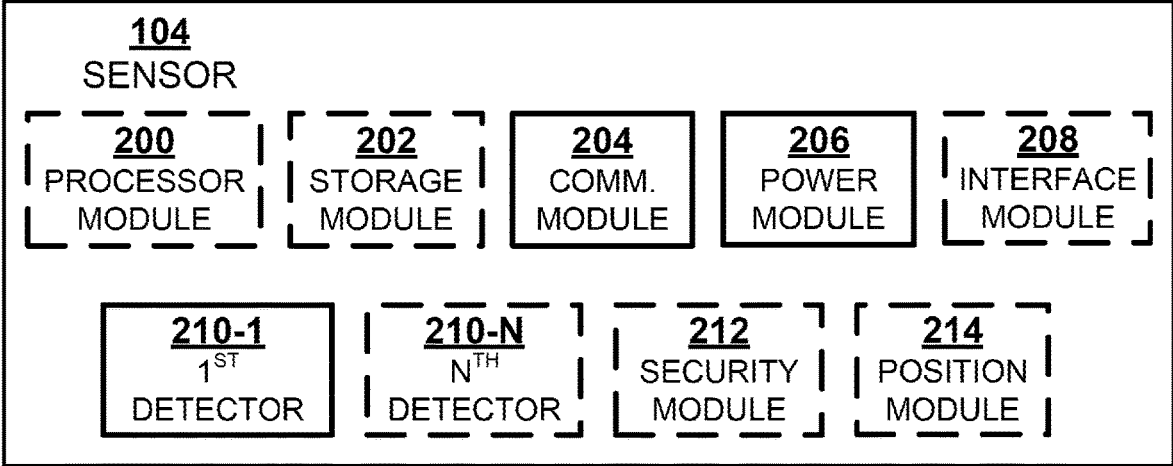 104
SENSOR
200
PROCESSOR
MODULE
202
STORAGE
MODULE
204
COMM.
MODULE
206
POWER
MODULE
208
INTERFACE
MODULE
210-1
1ST
DETECTOR
210-N
NTH
DETECTOR
212
SECURITY
MODULE
214
POSITION
MODULE